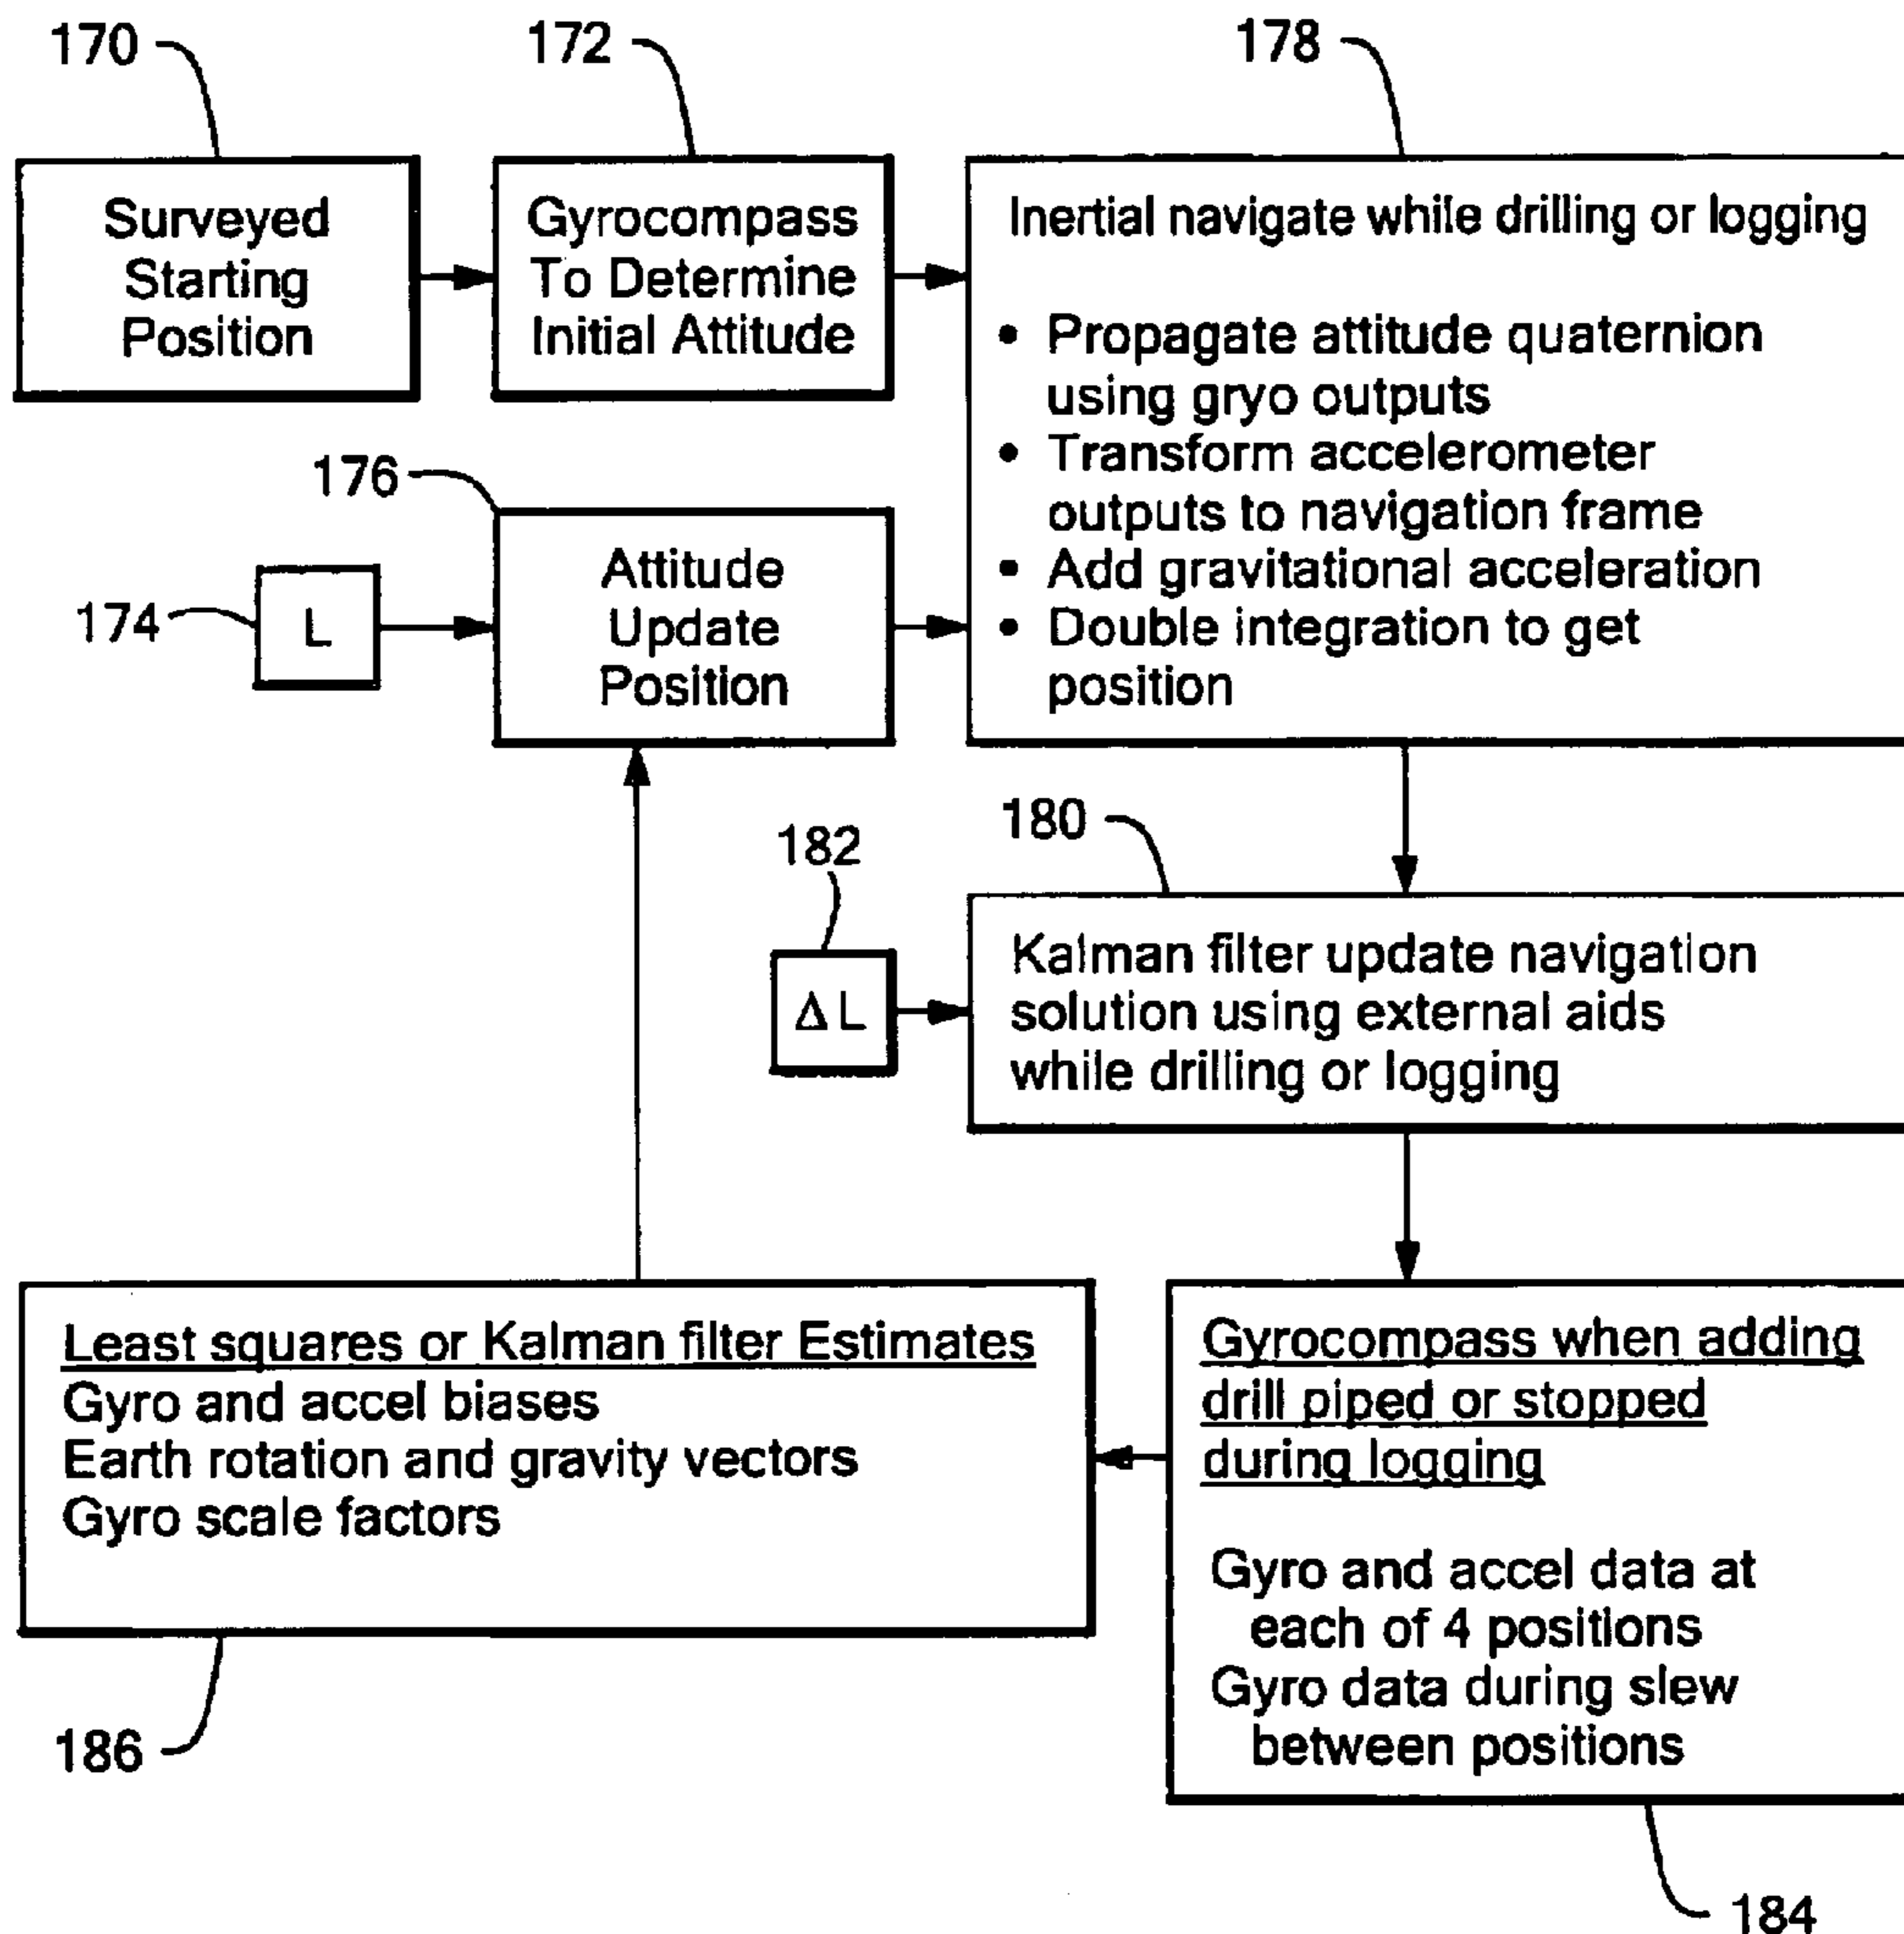 170
172
178
Surveyed
Starting
Position
Gyrocompass
To Determine
Initial Attitude
Inertial navigate while drilling or logging
• Propagate attitude quaternion
using gryo outputs
• Transform accelerometer
outputs to navigation frame
• Add gravitational acceleration
• Double integration to get
position
176
174
L
Attitude
Update
Position
180
182
ΔL
Kalman filter update navigation
solution using external aids
while drilling or logging
Least squares or Kalman filter Estimates
Gyro and accel biases
Earth rotation and gravity vectors
Gyro scale factors
Gyrocompass when adding
drill piped or stopped
during logging
Gyro and accel data at
each of 4 positions
Gyro data during slew
between positions
186
184